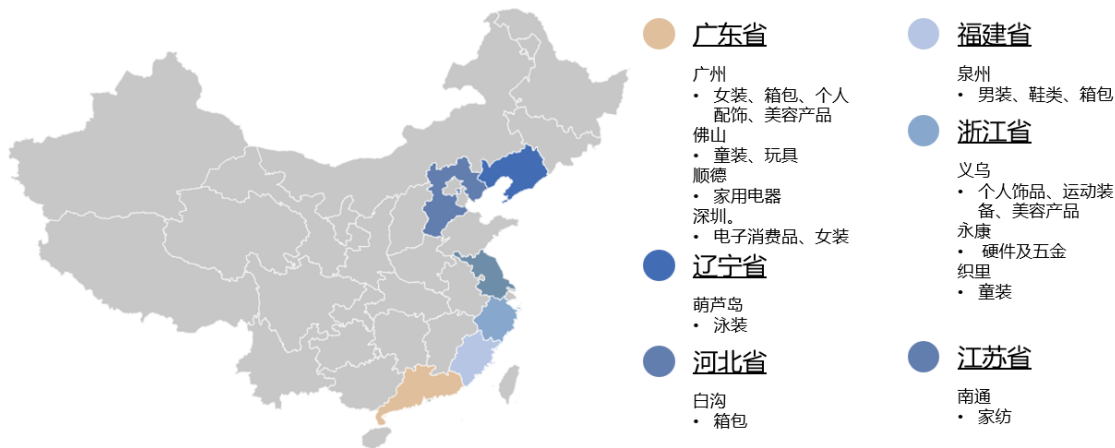 广东省
广州
• 女装、箱包、个人
配饰、美容产品
佛山
• 童装、玩具
顺德
• 家用电器
深圳。
• 电子消费品、女装
辽宁省
萌芦岛
• 泳装
河北省
白沟
• 箱包
福建省
泉州
• 男装、鞋类、箱包
浙江省
义乌
• 个人饰品、运动装
备、美容产品
永康
• 硬件及五金
织里
• 童装
江苏省
南通
• 家纺